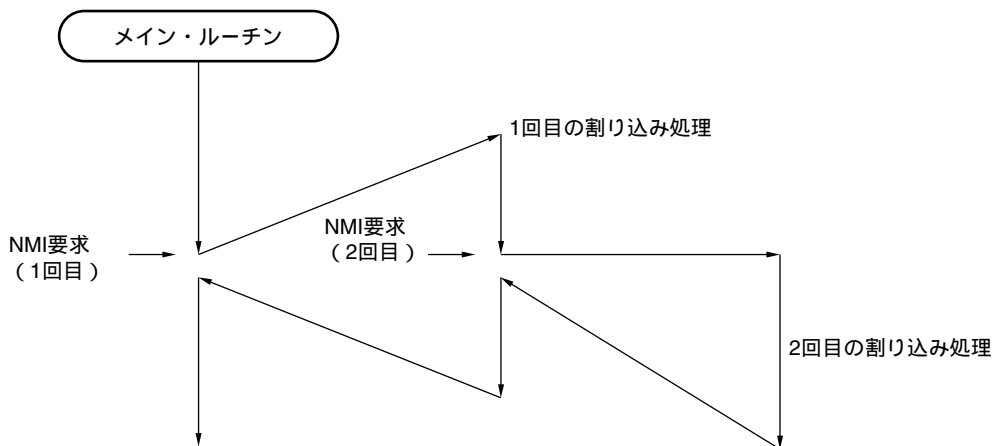 メイン・ルーチン
1回目の割り込み処理
NMI要求
（1回目）
NMI要求
（2回目）
2回目の割り込み処理